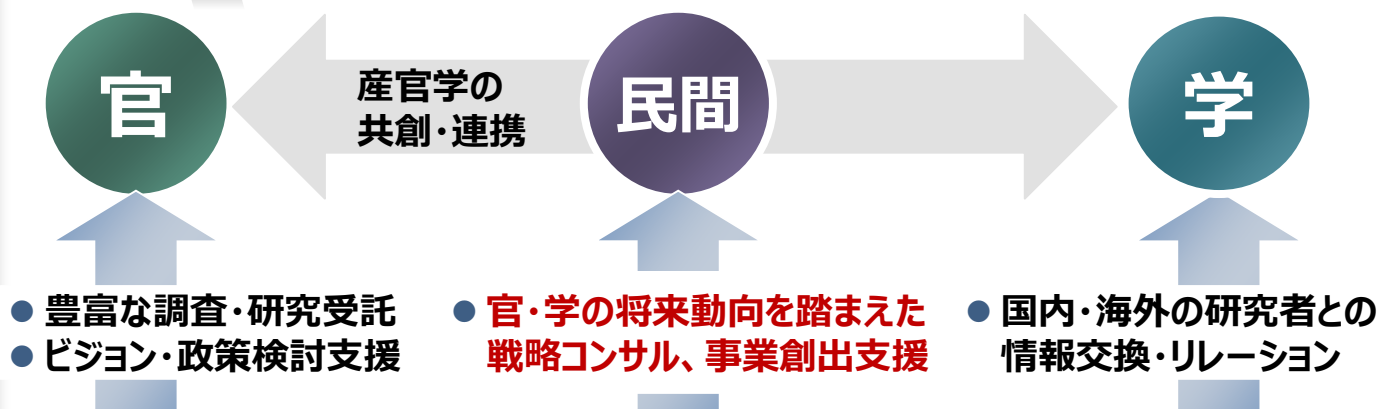 官
産官学の
共創・連携
民間
学
● 豊富な調査・研究受託
● ビジョン・政策検討支援
● 官・学の将来動向を踏まえた
戦略コンサル、事業創出支援
● 国内・海外の研究者との
情報交換・リレーション